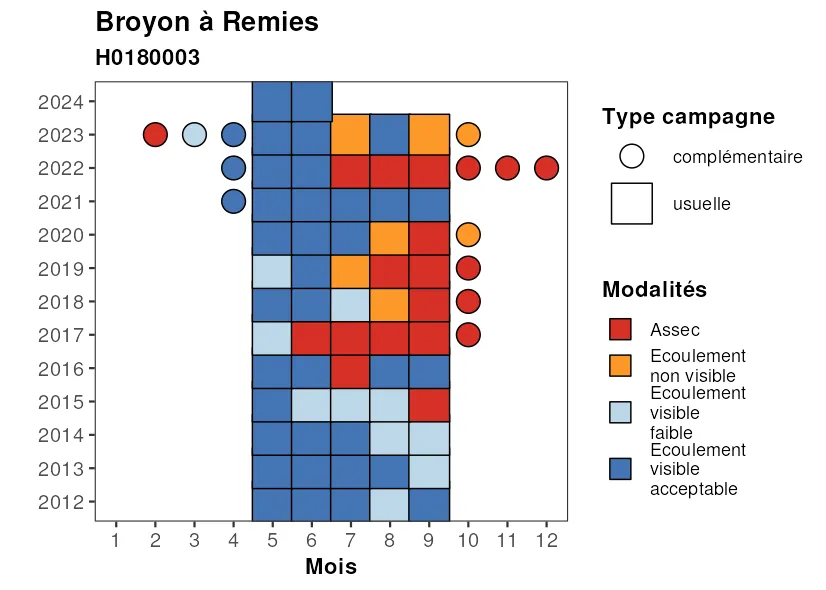 Broyon à Remies
H0180003
2024
2023
2022
2021
2020
2019
2018
2017
2016
2015
2014
2013
2012
1 2 3 4 5 6 7 8 9 10 11 12
Mois
Type campagne
complémentaire
usuelle
Modalités
Assec
Ecoulement
non visible
Ecoulement
visible
faible
Ecoulement
visible
acceptable